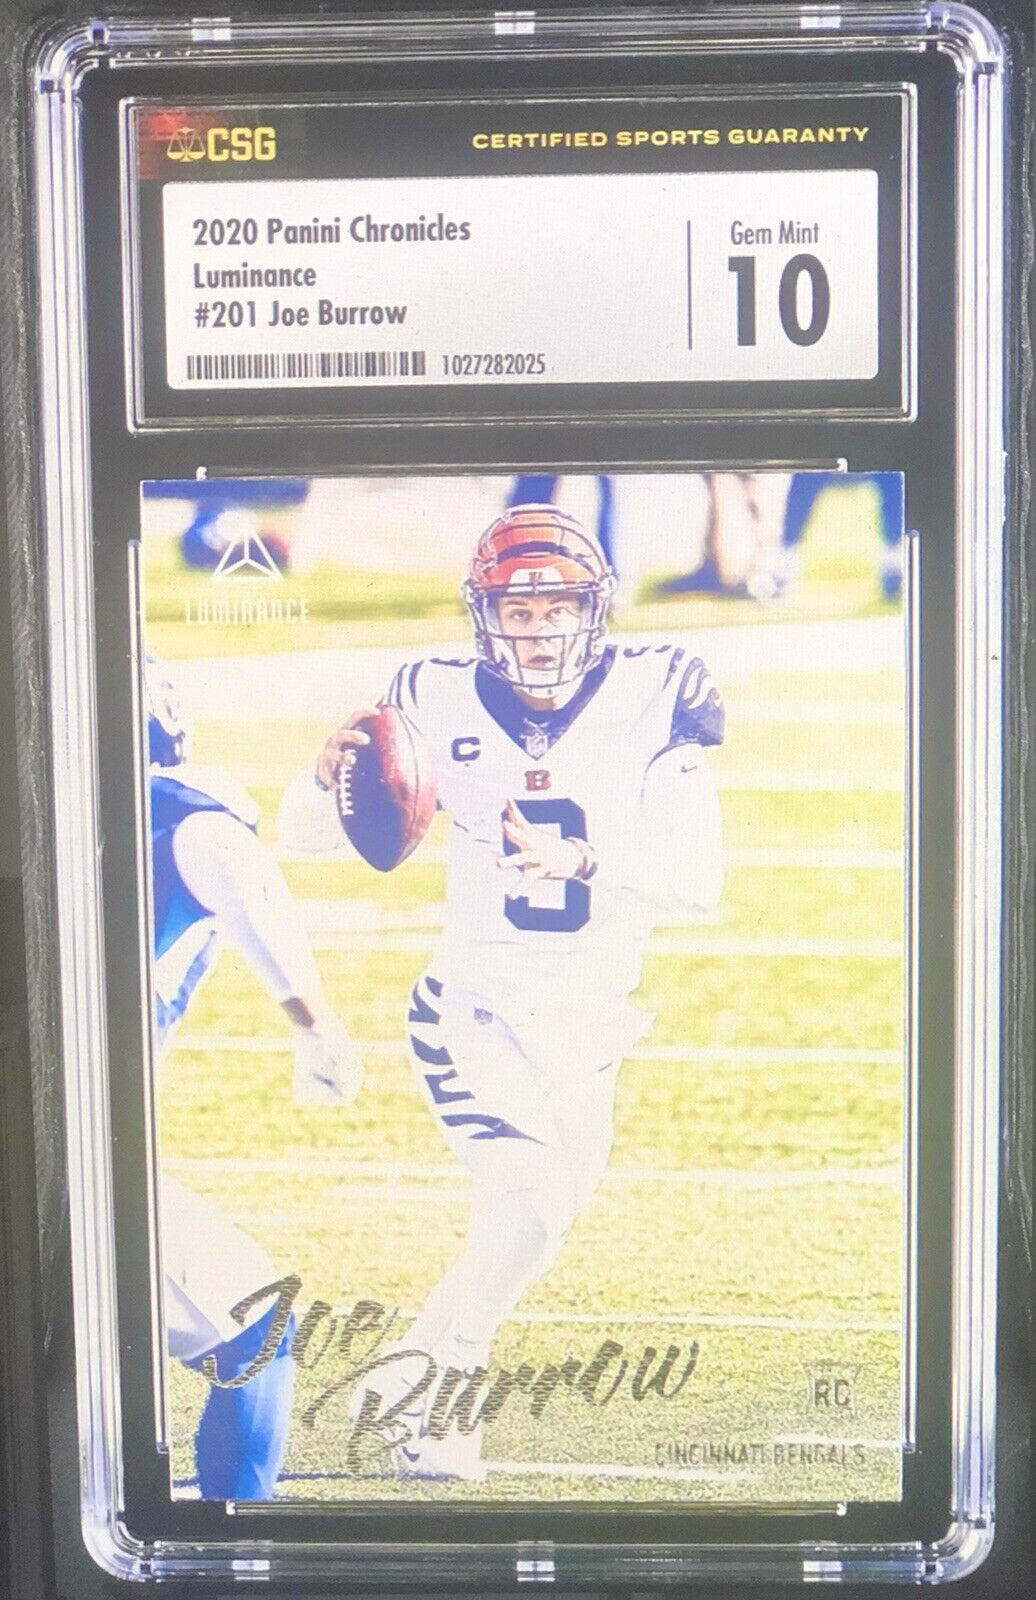 CSG
CERTIFIED SPORTS GUARANTY
2020 Panini Chronicles
Luminance
#201 Joe Burrow
Gem Mint
10
1027282025
LUMINANCE
C
B
9
Joe
Burrow
RC
CINCINNATI BENGALS